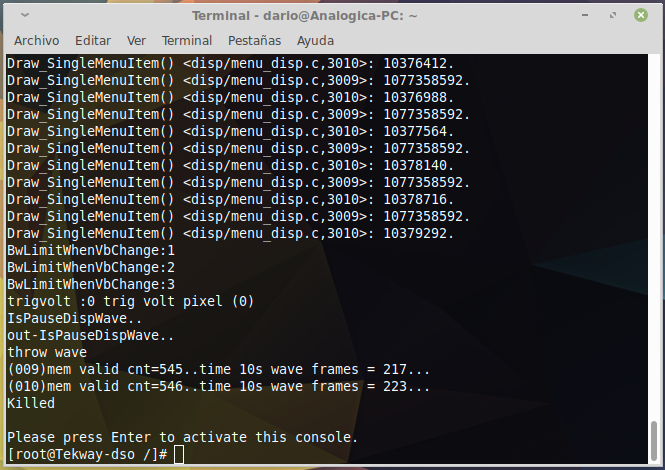 Terminal - dario@Analogica-PC: ~
Archivo Editar Ver Terminal Pestañas Ayuda
Draw_SingleMenuItem() <disp/menu_disp.c,3010>: 10376412.
Draw_SingleMenuItem() <disp/menu_disp.c,3009>: 1077358592.
Draw_SingleMenuItem() <disp/menu_disp.c,3010>: 10376988.
Draw_SingleMenuItem() <disp/menu_disp.c,3009>: 1077358592.
Draw_SingleMenuItem() <disp/menu_disp.c,3010>: 10377564.
Draw_SingleMenuItem() <disp/menu_disp.c,3009>: 1077358592.
Draw_SingleMenuItem() <disp/menu_disp.c,3010>: 10378140.
Draw_SingleMenuItem() <disp/menu_disp.c,3009>: 1077358592.
Draw_SingleMenuItem() <disp/menu_disp.c,3010>: 10378716.
Draw_SingleMenuItem() <disp/menu_disp.c,3009>: 1077358592.
Draw_SingleMenuItem() <disp/menu_disp.c,3010>: 10379292.
BwLimitWhenVbChange:1
BwLimitWhenVbChange:2
BwLimitWhenVbChange:3
trigvolt :0 trig volt pixel (0)
IsPauseDispWave..
out-IsPauseDispWave..
throw wave
(009)mem valid cnt=545..time 10s wave frames = 217...
(010)mem valid cnt=546..time 10s wave frames = 223...
Killed
Please press Enter to activate this console.
[root@Tekway-dso /]#